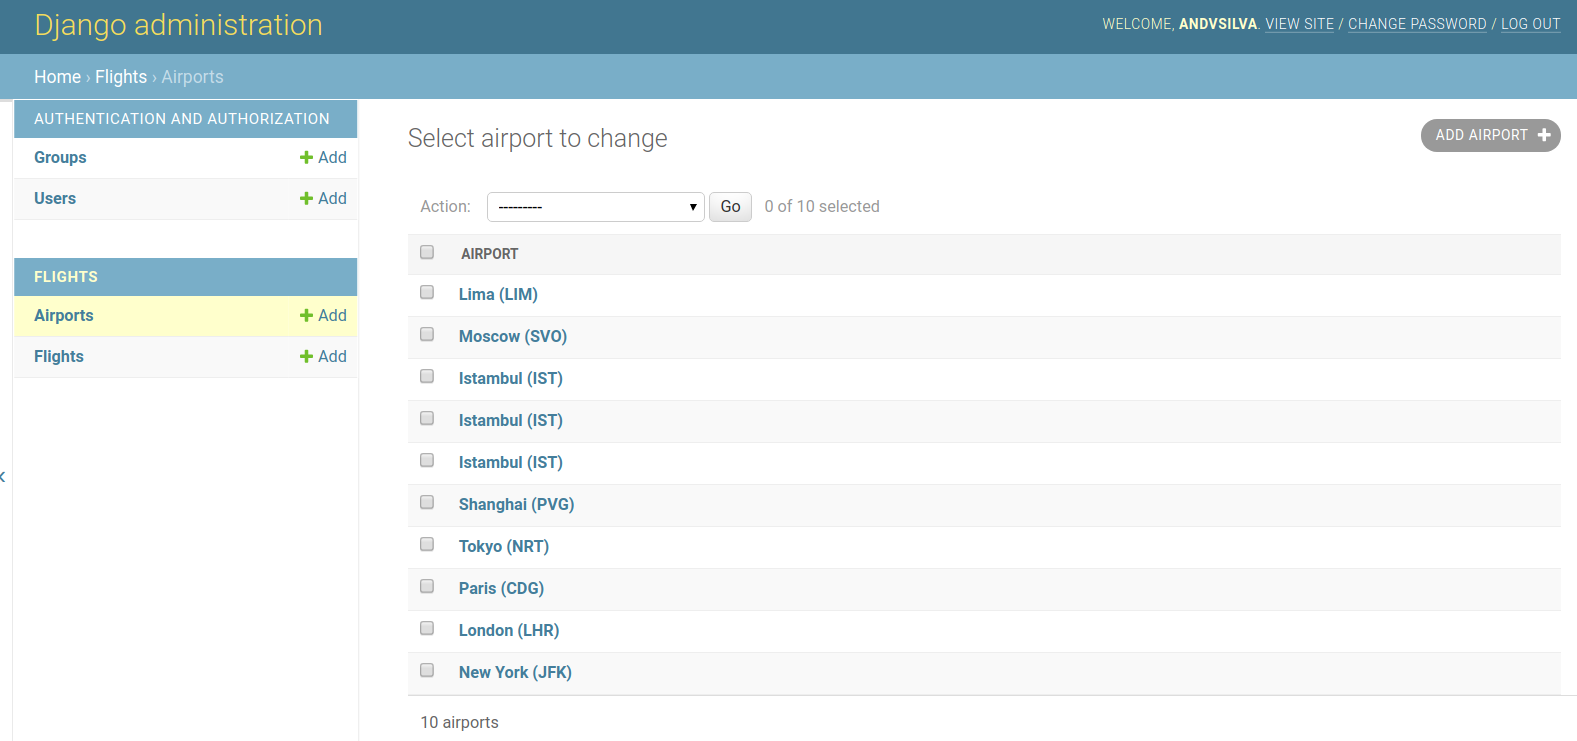 Django administration
WELCOME, ANDVSILVA. VIEW SITE / CHANGE PASSWORD / LOG OUT
Home › Flights › Airports
AUTHENTICATION AND AUTHORIZATION
Groups Add
Users Add
FLIGHTS
Airports Add
Flights Add
Select airport to change
ADD AIRPORT
Action: --------- Go 0 of 10 selected
AIRPORT
Lima (LIM)
Moscow (SVO)
Istambul (IST)
Istambul (IST)
Istambul (IST)
Shanghai (PVG)
Tokyo (NRT)
Paris (CDG)
London (LHR)
New York (JFK)
10 airports